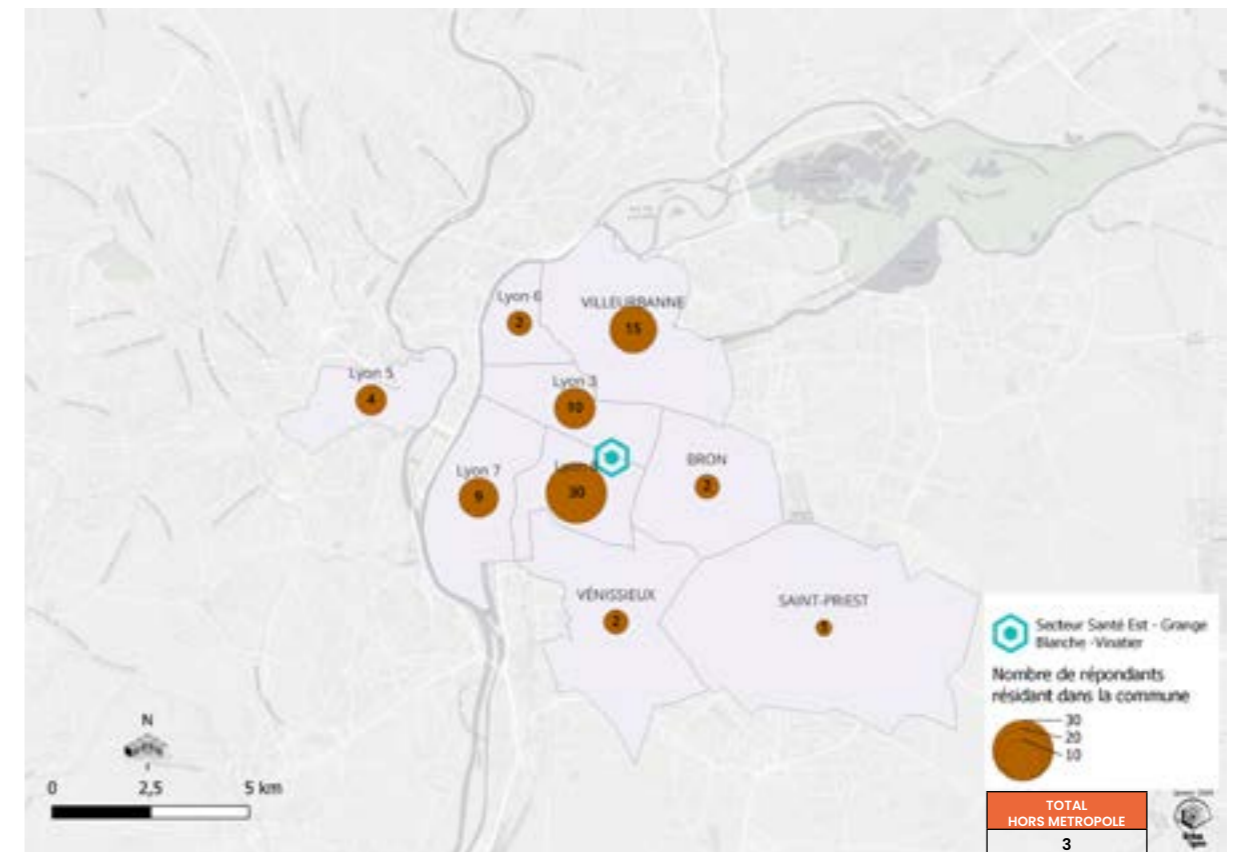 Lyon 6
2
VILLEURBANNE
15
Lyon 5
4
Lyon 3
10
Lyon 7
9
Lyon
30
BRON
2
VÉNISSIEUX
2
SAINT-PRIEST
N
0 2,5 5 km
Secteur Santé Est - Grange
Blanche -Vinatier
Nombre de répondants
résidant dans la commune
30
20
10
TOTAL
HORS METROPOLE
3